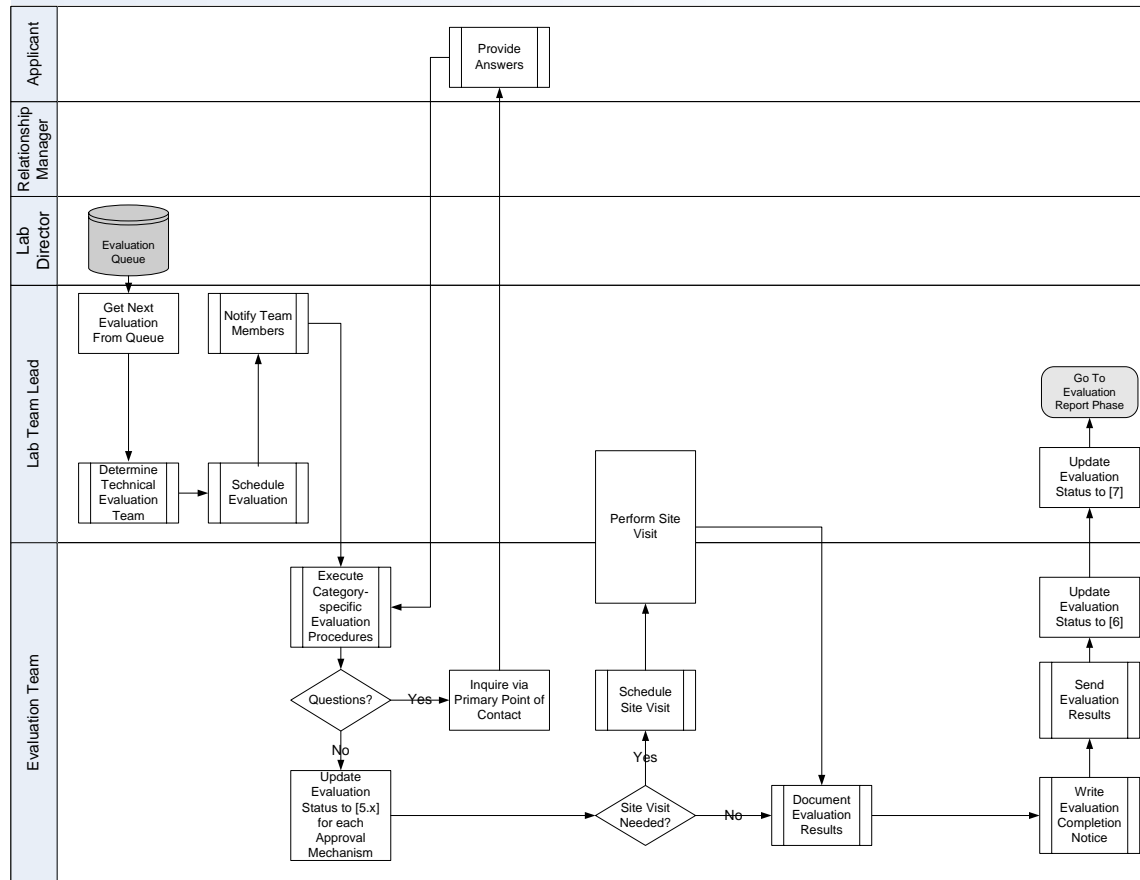 Applicant
Provide
Answers
Relationship
Manager
Lab
Director
Evaluation
Queue
Lab Team Lead
Get Next
Evaluation
From Queue
Notify Team
Members
Determine
Technical
Evaluation
Team
Schedule
Evaluation
Perform Site
Visit
Go To
Evaluation
Report Phase
Update
Evaluation
Status to [7]
Evaluation Team
Execute
Category-
specific
Evaluation
Procedures
Questions?
Yes
Inquire via
Primary Point of
Contact
No
Update
Evaluation
Status to [5.x]
for each
Approval
Mechanism
Schedule
Site Visit
Yes
Site Visit
Needed?
No
Document
Evaluation
Results
Update
Evaluation
Status to [6]
Send
Evaluation
Results
Write
Evaluation
Completion
Notice